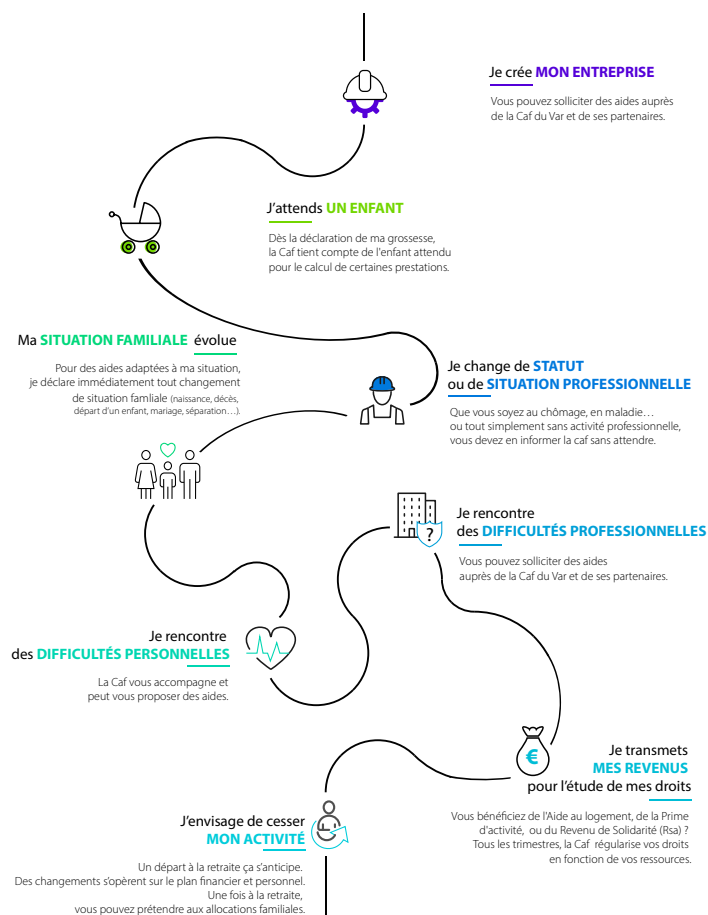 Je crée MON ENTREPRISE
Vous pouvez solliciter des aides auprès
de la Caf du Var et de ses partenaires.
J'attends UN ENFANT
Dès la déclaration de ma grossesse,
la Caf tient compte de l'enfant attendu
pour le calcul de certaines prestations.
Ma SITUATION FAMILIALE évolue
Pour des aides adaptées à ma situation,
je déclare immédiatement tout changement
de situation famliale (naissance, décès,
départ d'un enfant, mariage, séparation…).
Je change de STATUT
ou de SITUATION PROFESSIONNELLE
Que vous soyez au chômage, en maladie…
ou tout simplement sans activité professionnelle,
vous devez en informer la caf sans attendre.
Je rencontre
des DIFFICULTÉS PROFESSIONNELLES
Vous pouvez solliciter des aides
auprès de la Caf du Var et de ses partenaires.
?
Je rencontre
des DIFFICULTÉS PERSONNELLES
La Caf vous accompagne et
peut vous proposer des aides.
€
Je transmets
MES REVENUS
pour l'étude de mes droits
Vous bénéficiez de l'Aide au logement, de la Prime
d'activité, ou du Revenu de Solidarité (Rsa) ?
Tous les trimestres, la Caf régularise vos droits
en fonction de vos ressources.
J'envisage de cesser
MON ACTIVITÉ
Un départ à la retraite ça s'anticipe.
Des changements s'opèrent sur le plan financier et personnel.
Une fois à la retraite,
vous pouvez prétendre aux allocations familiales.